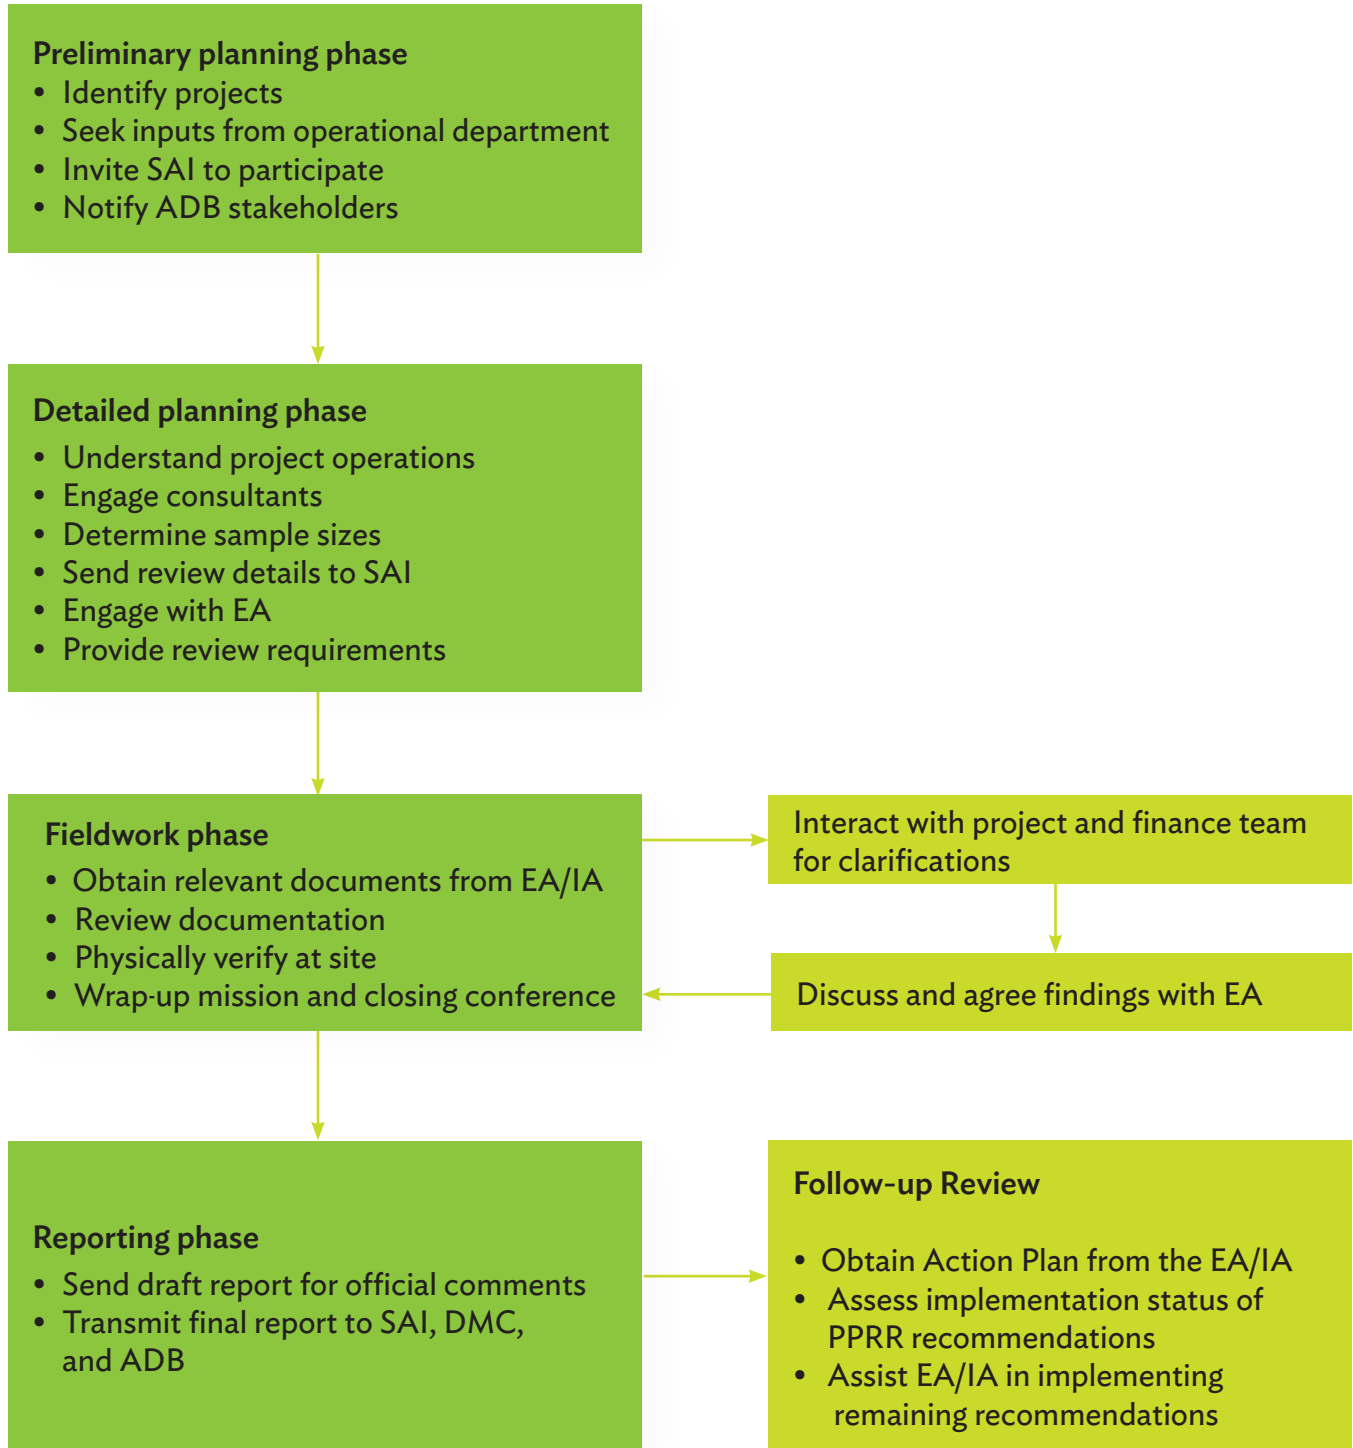 Preliminary planning phase
• Identify projects
• Seek inputs from operational department
• Invite SAI to participate
• Notify ADB stakeholders
Detailed planning phase
• Understand project operations
• Engage consultants
• Determine sample sizes
• Send review details to SAI
• Engage with EA
• Provide review requirements
Fieldwork phase
• Obtain relevant documents from EA/IA
• Review documentation
• Physically verify at site
• Wrap-up mission and closing conference
Interact with project and finance team
for clarifications
Discuss and agree findings with EA
Reporting phase
• Send draft report for official comments
• Transmit final report to SAI, DMC,
and ADB
Follow-up Review
• Obtain Action Plan from the EA/IA
• Assess implementation status of
PPRR recommendations
• Assist EA/IA in implementing
remaining recommendations